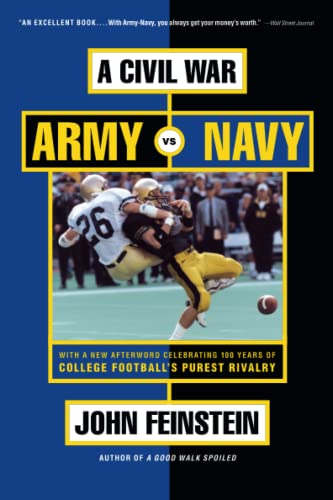 "AN EXCELLENT BOOK....With Army-Navy, you always get your money's worth." —Wall Street Journal
A CIVIL WAR
ARMY VS NAVY
26
WITH A NEW AFTERWORD CELEBRATING 100 YEARS OF
COLLEGE FOOTBALL'S PUREST RIVALRY
JOHN FEINSTEIN
AUTHOR OF A GOOD WALK SPOILED